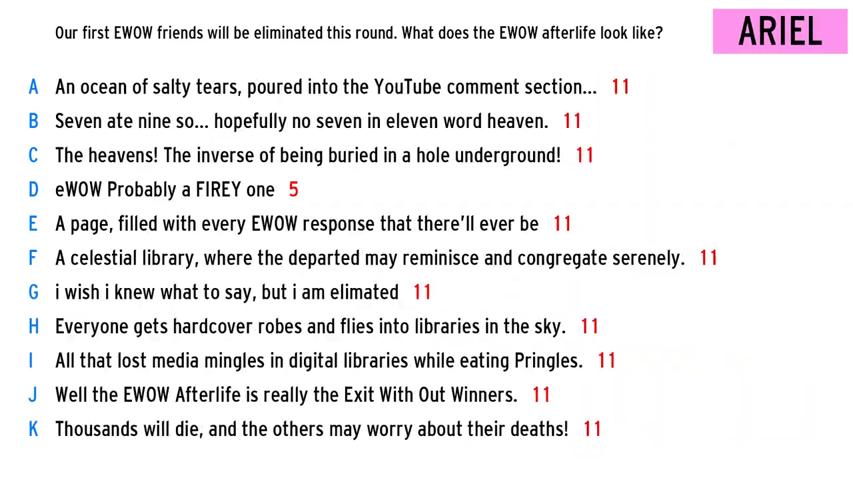 Our first EWOW friends will be eliminated this round. What does the EWOW afterlife look like?
ARIEL
A An ocean of salty tears, poured into the YouTube comment section... 11
B Seven ate nine so... hopefully no seven in eleven word heaven. 11
C The heavens! The inverse of being buried in a hole underground! 11
D eWOW Probably a FIREY one 5
E A page, filled with every EWOW response that there'll ever be 11
F A celestial library, where the departed may reminisce and congregate serenely. 11
G i wish i knew what to say, but i am elimated 11
H Everyone gets hardcover robes and flies into libraries in the sky. 11
I All that lost media mingles in digital libraries while eating Pringles. 11
J Well the EWOW Afterlife is really the Exit With Out Winners. 11
K Thousands will die, and the others may worry about their deaths! 11